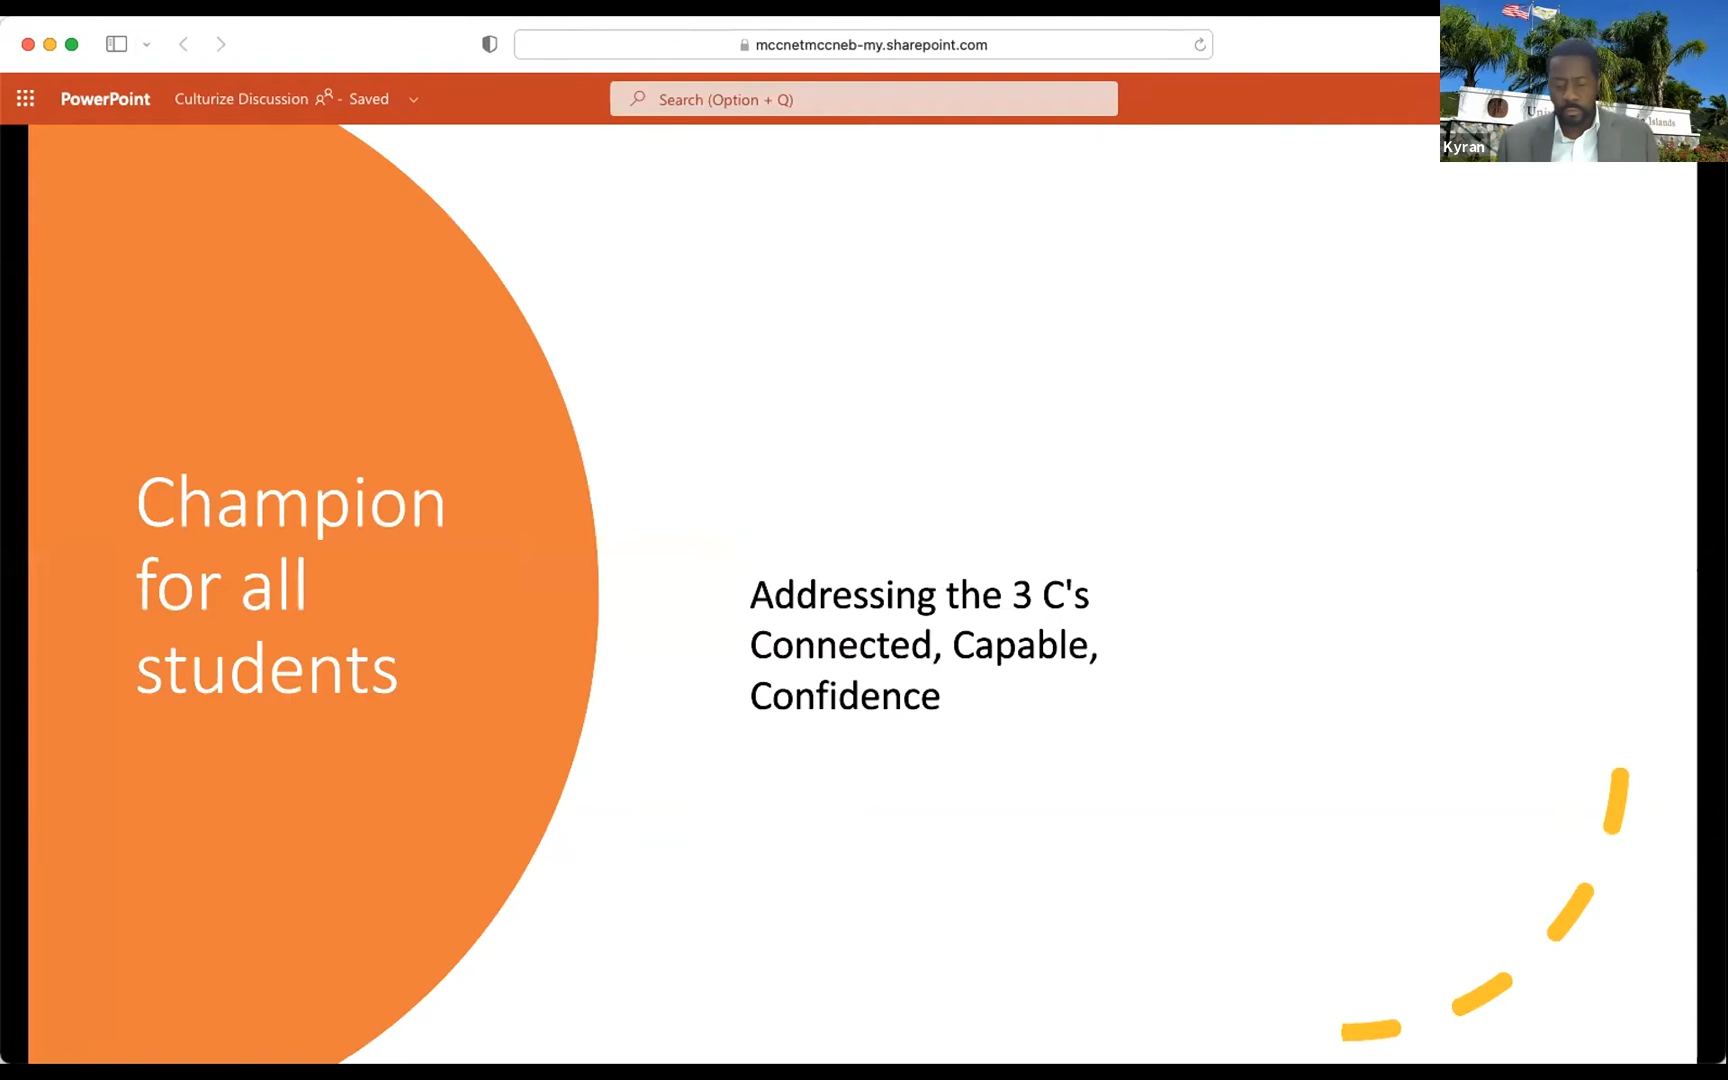 mccnetmccneb-my.sharepoint.com
PowerPoint Culturize Discussion - Saved
Search (Option + Q)
Kyran
Champion
for all
students
Addressing the 3 C's
Connected, Capable,
Confidence